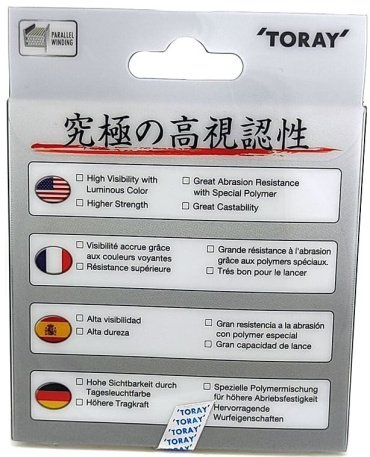 PARALLEL
WINDING
'TORAY'
究極の高視認性
High Visibility with
Luminous Color
Higher Strength
Great Abrasion Resistance
with Special Polymer
Great Castability
Visibilité accrue grâce
aux couleurs voyantes
Résistance supérieure
Grande résistance à l'abrasion
grâce aux polymers spéciaux.
Trés bon pour le lancer
Alta visibilidad
Alta dureza
Gran resistencia a la abrasión
con polymer especial
Gran capacidad de lance
Hohe Sichtbarkeit durch
Tagesleuchtfarbe
Höhere Tragkraft
Spezielle Polymermischung
für höhere Abriebsfestigkeit
Hervorragende
Wurfeigenschaften
'TORAY'
'TORAY'
'TORAY'
'TORAY'